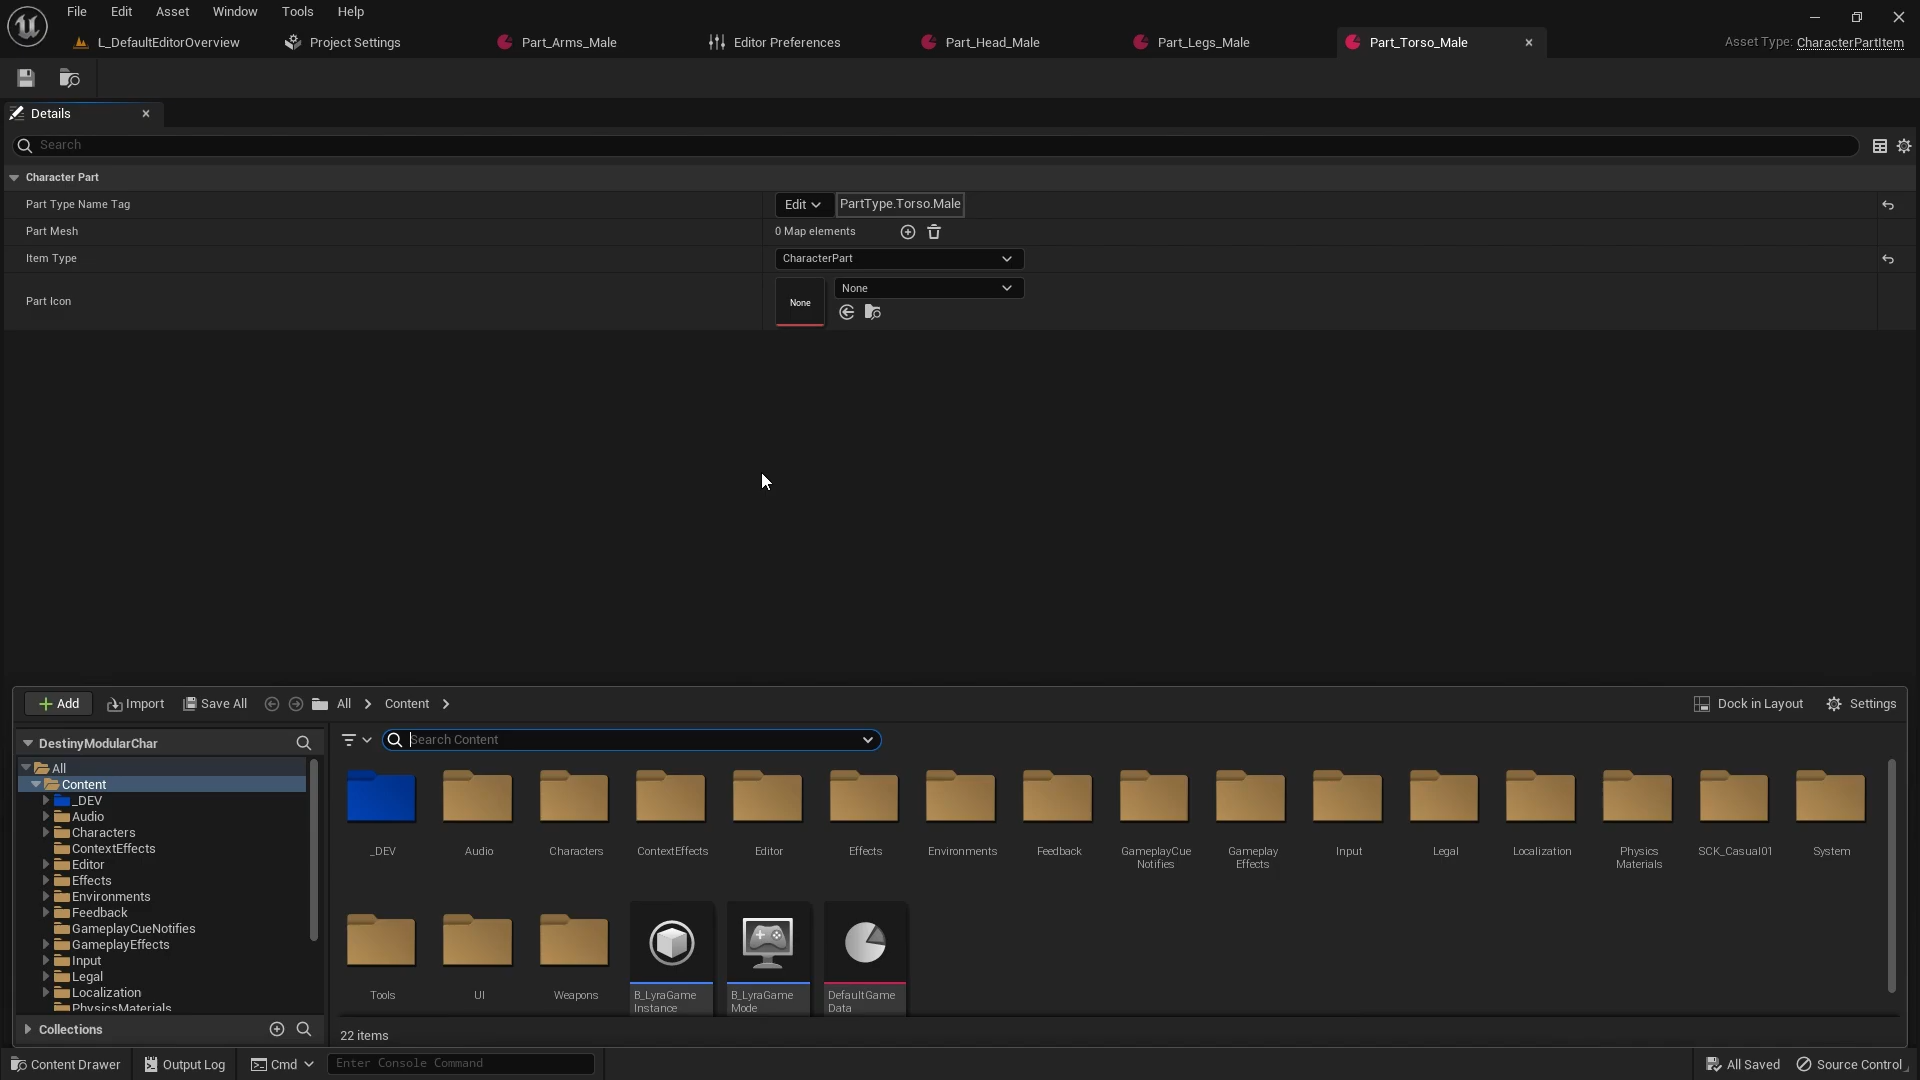 File Edit Asset Window Tools Help
L_DefaultEditorOverview Project Settings Part_Arms_Male Editor Preferences Part_Head_Male Part_Legs_Male Part_Torso_Male Asset Type: CharacterPartItem
Details
Search
Character Part
Part Type Name Tag Edit PartType.Torso.Male
Part Mesh 0 Map elements
Item Type CharacterPart
Part Icon None None
Add Import Save All All Content Dock in Layout Settings
DestinyModularChar
Search Content
All
Content
_DEV
Audio
Characters
ContextEffects
Editor
Effects
Environments
Feedback
GameplayCueNotifies
GameplayEffects
Input
Legal
Localization
PhysicsMaterials
Collections
_DEV Audio Characters ContextEffects Editor Effects Environments Feedback GameplayCue Gameplay Input Legal Localization Physics SCK_Casual01 System
Notifies Effects Materials
Tools UI Weapons B_LyraGame B_LyraGame DefaultGame
Instance Mode Data
22 items
Content Drawer Output Log Cmd Enter Console Command All Saved Source Control